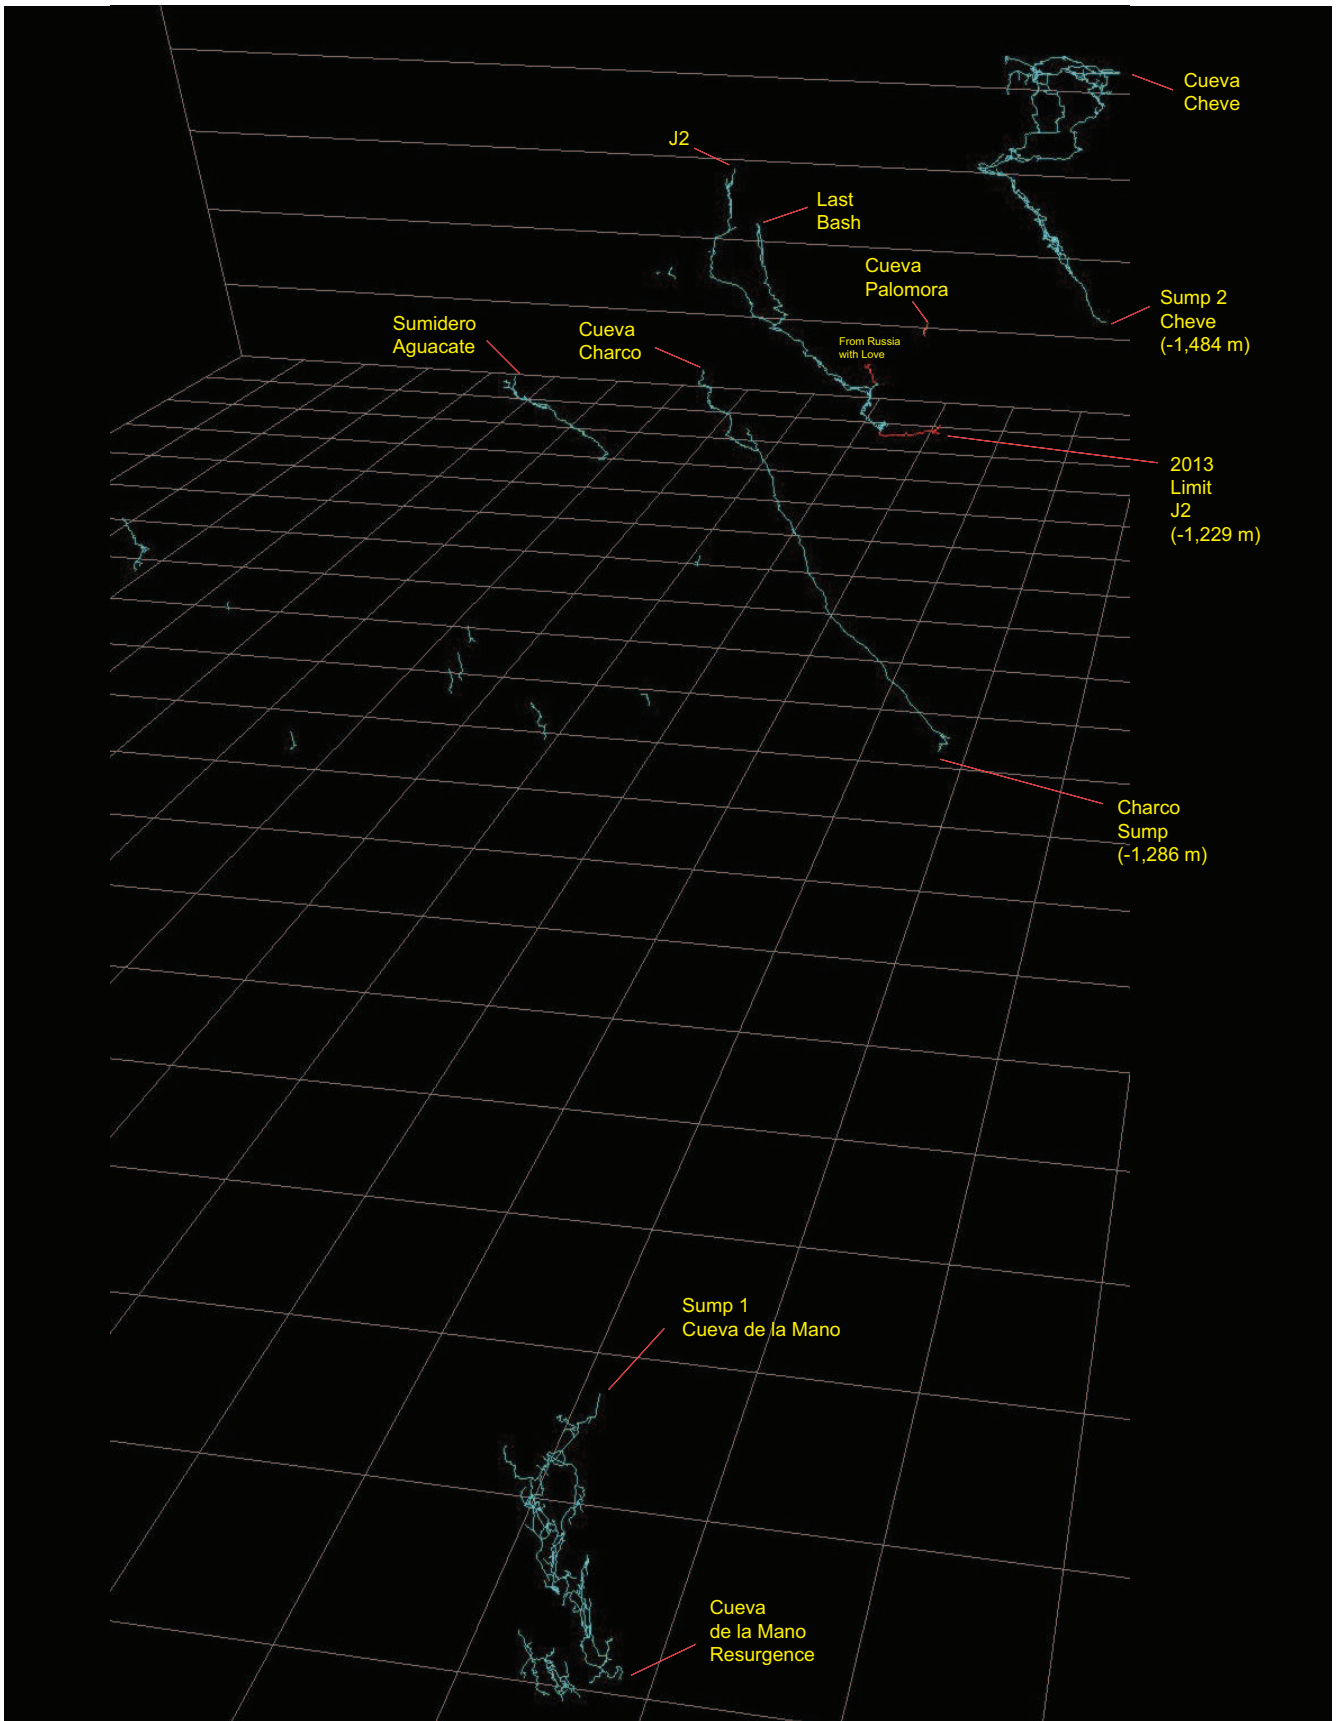 Cueva
Cheve
J2
Last
Bash
Cueva
Palomora
Sump 2
Cheve
(-1,484 m)
Sumidero
Aguacate
Cueva
Charco
From Russia
with Love
2013
Limit
J2
(-1,229 m)
Charco
Sump
(-1,286 m)
Sump 1
Cueva de la Mano
Cueva
de la Mano
Resurgence